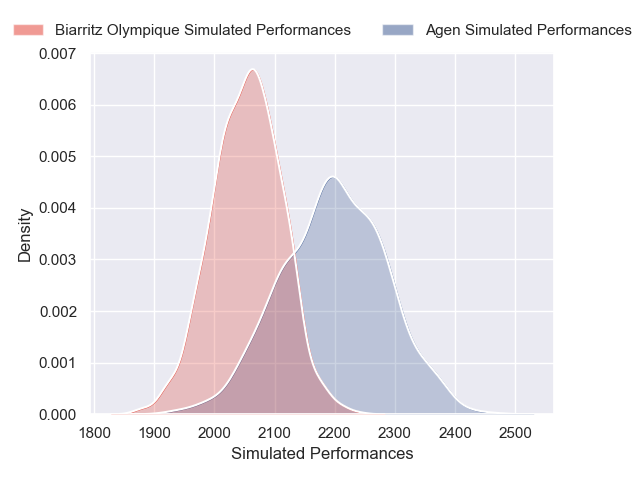 Biarritz Olympique Simulated Performances Agen Simulated Performances
0.007
0.006
0.005
0.004
0.003
0.002
0.001
0.000
Density
1800 1900 2000 2100 2200 2300 2400 2500
Simulated Performances